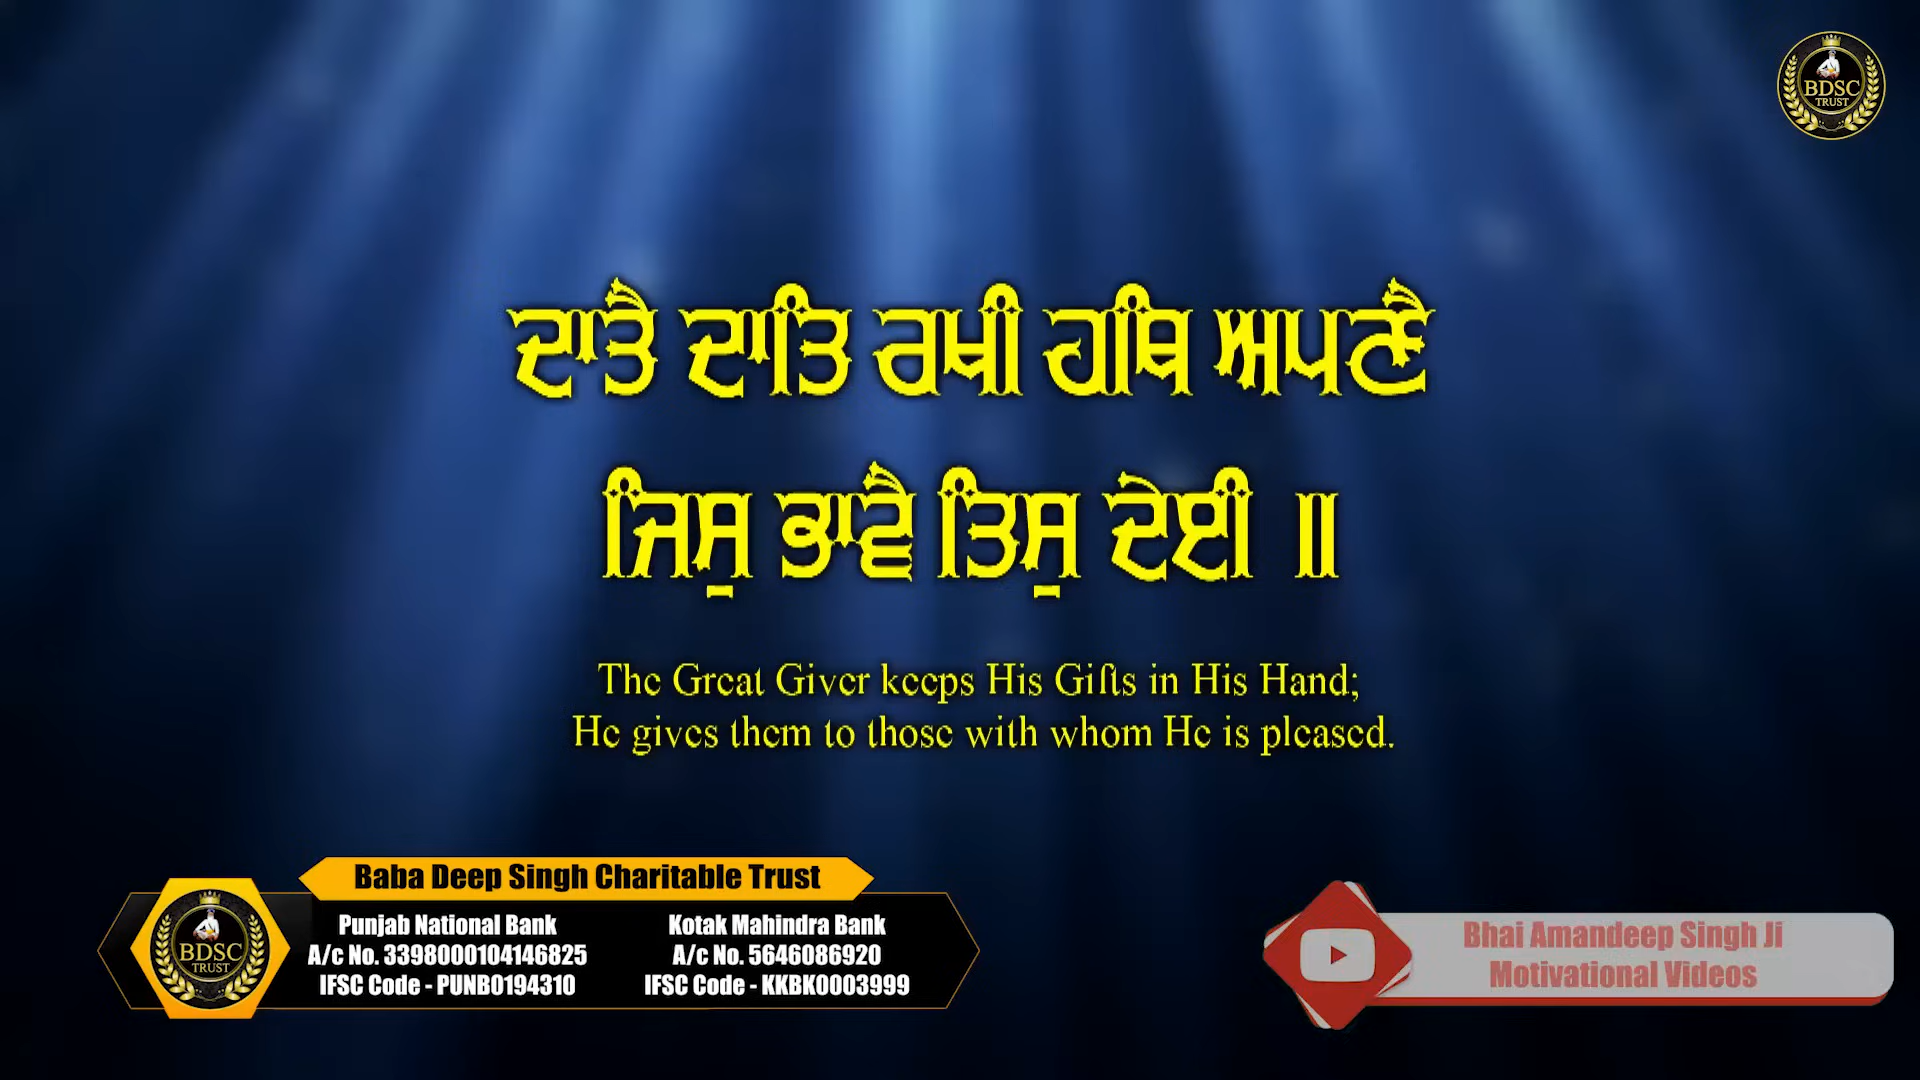 BDSC
TRUST
ਦਾਤੈ ਦਾਤਿ ਰਖੀ ਹਥਿ ਅਪਣੈ
ਜਿਸੁ ਭਾਵੈ ਤਿਸੁ ਦੇਈ ॥
The Great Giver keeps His Gifts in His Hand;
He gives them to those with whom He is pleased.
Baba Deep Singh Charitable Trust
BDSC
TRUST
Punjab National Bank
A/c No. 3398000104146825
IFSC Code - PUNB0194310
Kotak Mahindra Bank
A/c No. 5646086920
IFSC Code - KKBK0003999
Bhai Amandeep Singh Ji
Motivational Videos